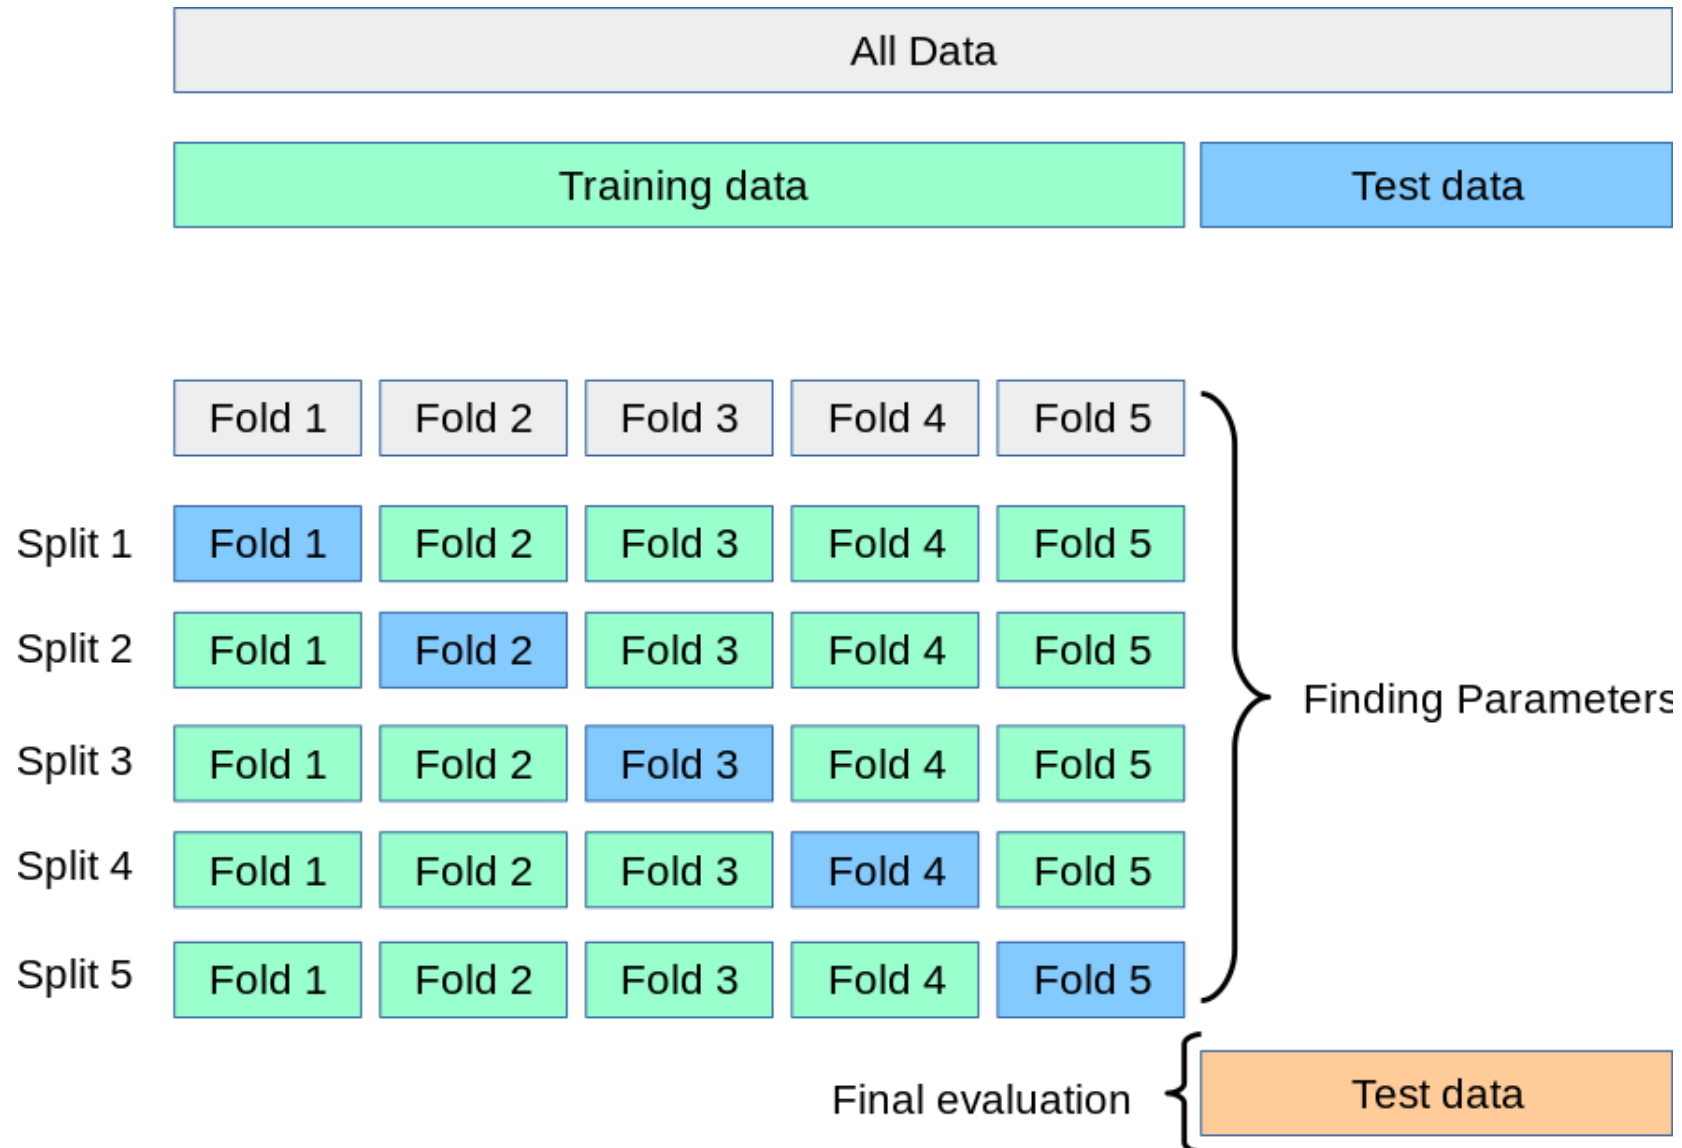 All Data
Training data Test data
Fold 1 Fold 2 Fold 3 Fold 4 Fold 5
Split 1 Fold 1 Fold 2 Fold 3 Fold 4 Fold 5
Split 2 Fold 1 Fold 2 Fold 3 Fold 4 Fold 5
Finding Parameters
Split 3 Fold 1 Fold 2 Fold 3 Fold 4 Fold 5
Split 4 Fold 1 Fold 2 Fold 3 Fold 4 Fold 5
Split 5 Fold 1 Fold 2 Fold 3 Fold 4 Fold 5
Final evaluation Test data